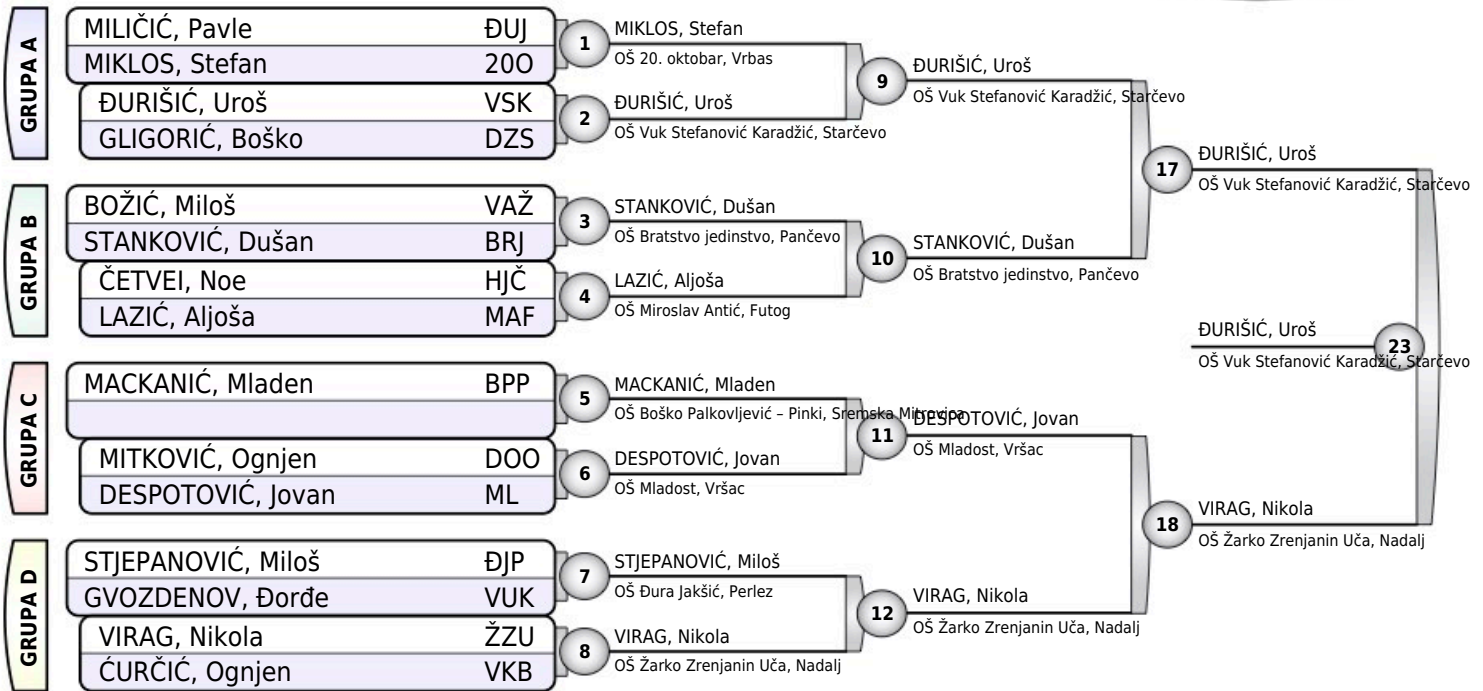 GRUPA A
MILIČIĆ, Pavle ĐUJ
MIKLOS, Stefan 20O
ĐURIŠIĆ, Uroš VSK
GLIGORIĆ, Boško DZS
GRUPA B
BOŽIĆ, Miloš VAŽ
STANKOVIĆ, Dušan BRJ
ČETVEI, Noe HJČ
LAZIĆ, Aljoša MAF
GRUPA C
MACKANIĆ, Mladen BPP
MITKOVIĆ, Ognjen DOO
DESPOTOVIĆ, Jovan ML
GRUPA D
STJEPANOVIĆ, Miloš ĐJP
GVOZDENOV, Đorđe VUK
VIRAG, Nikola ŽZU
ĆURČIĆ, Ognjen VKB
1
MIKLOS, Stefan
OŠ 20. oktobar, Vrbas
2
ĐURIŠIĆ, Uroš
OŠ Vuk Stefanović Karadžić, Starčevo
3
STANKOVIĆ, Dušan
OŠ Bratstvo jedinstvo, Pančevo
4
LAZIĆ, Aljoša
OŠ Miroslav Antić, Futog
5
MACKANIĆ, Mladen
OŠ Boško Palkovljević – Pinki, Sremska Mitrovica
6
DESPOTOVIĆ, Jovan
OŠ Mladost, Vršac
7
STJEPANOVIĆ, Miloš
OŠ Đura Jakšić, Perlez
8
VIRAG, Nikola
OŠ Žarko Zrenjanin Uča, Nadalj
9
ĐURIŠIĆ, Uroš
OŠ Vuk Stefanović Karadžić, Starčevo
10
STANKOVIĆ, Dušan
OŠ Bratstvo jedinstvo, Pančevo
11
DESPOTOVIĆ, Jovan
OŠ Mladost, Vršac
12
VIRAG, Nikola
OŠ Žarko Zrenjanin Uča, Nadalj
17
ĐURIŠIĆ, Uroš
OŠ Vuk Stefanović Karadžić, Starčevo
18
VIRAG, Nikola
OŠ Žarko Zrenjanin Uča, Nadalj
23
ĐURIŠIĆ, Uroš
OŠ Vuk Stefanović Karadžić, Starčevo